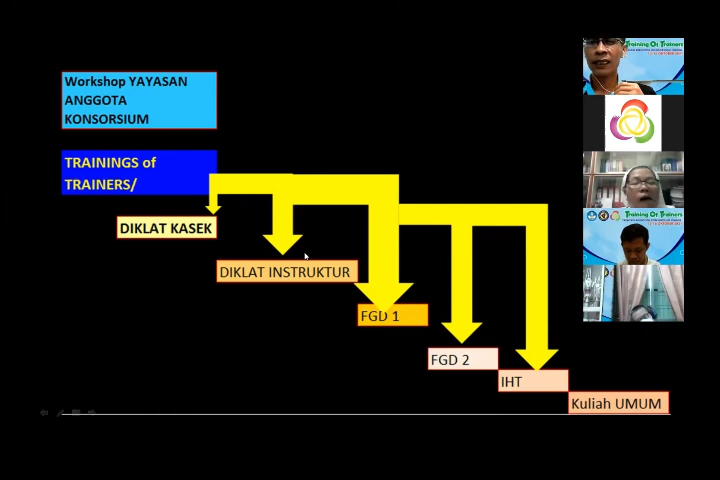 Workshop YAYASAN
ANGGOTA
KONSORSIUM
TRAININGS of
TRAINERS/
DIKLAT KASEK
DIKLAT INSTRUKTUR
FGD 1
FGD 2
IHT
Kuliah UMUM
Training Of Trainers
Training Of Trainers